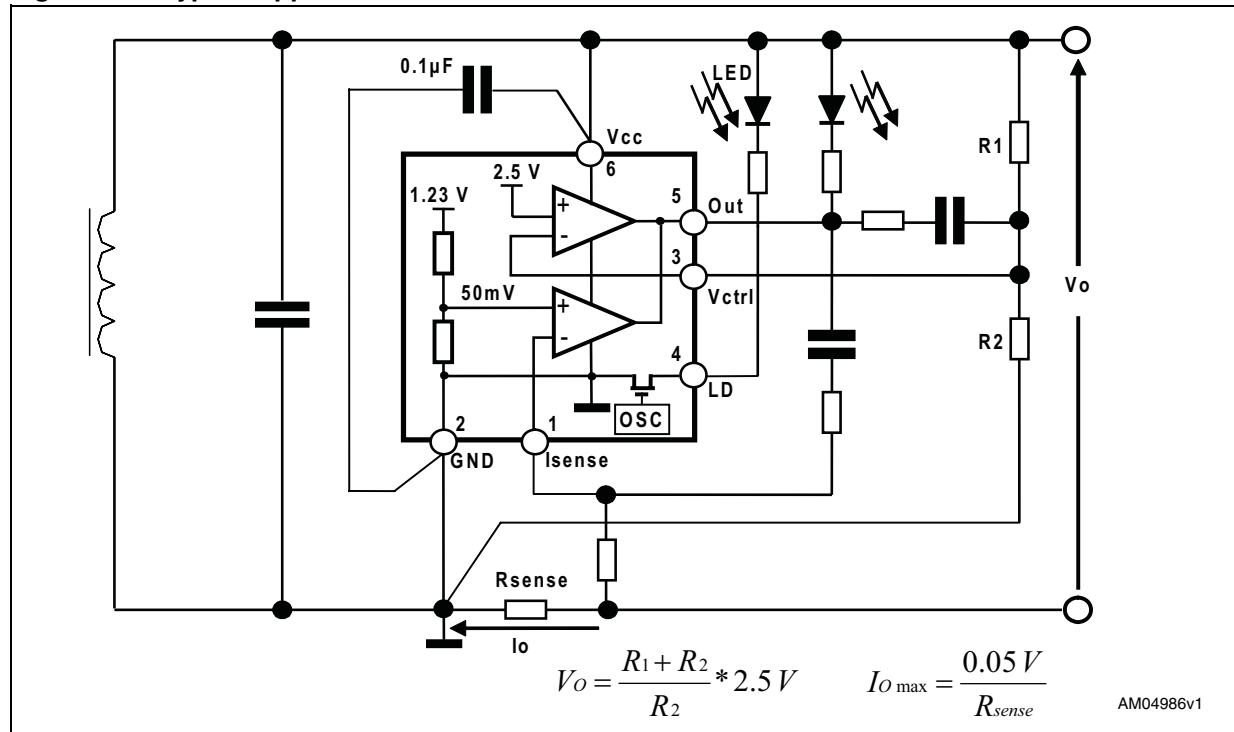 0.1µF
LED
Vcc
6
R1
2.5 V
1.23 V
5
Out
3
Vctrl
Vo
50mV
R2
4
LD
OSC
2
1
GND
Isense
Rsense
Io
VO = R1 + R2 / R2 * 2.5 V
IO max = 0.05 V / Rsense
AM04986v1
+
-
+
-